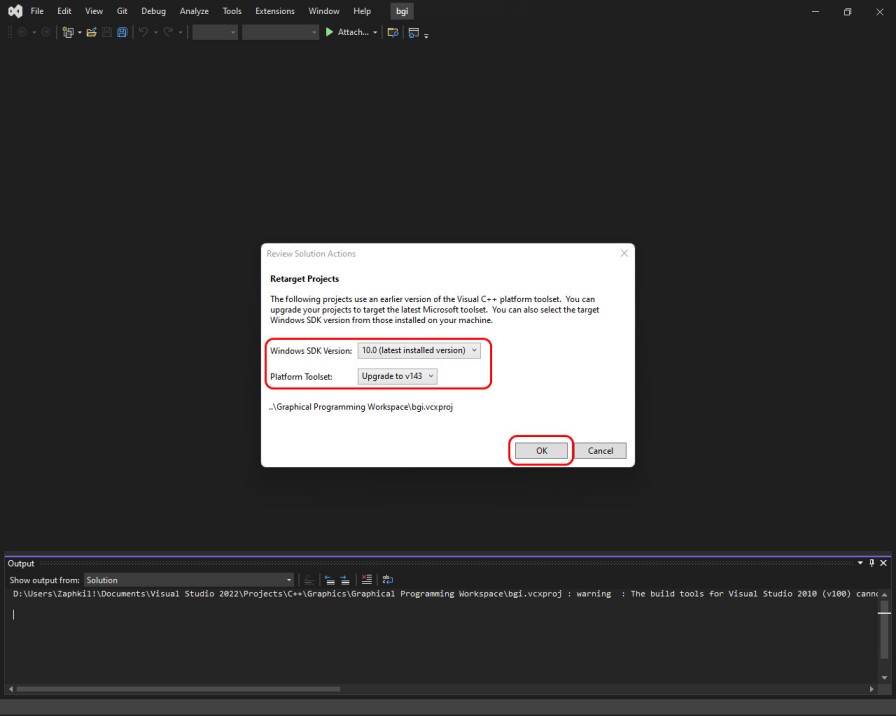 File Edit View Git Debug Analyze Tools Extensions Window Help bgi
Attach...
Review Solution Actions
Retarget Projects
The following projects use an earlier version of the Visual C++ platform toolset. You can
upgrade your projects to target the latest Microsoft toolset. You can also select the target
Windows SDK version from those installed on your machine.
Windows SDK Version: 10.0 (latest installed version)
Platform Toolset: Upgrade to v143
..\Graphical Programming Workspace\bgi.vcxproj
OK Cancel
Output
Show output from: Solution
D:\Users\Zaphkil!\Documents\Visual Studio 2022\Projects\C++\Graphics\Graphical Programming Workspace\bgi.vcxproj : warning : The build tools for Visual Studio 2010 (v100) canno